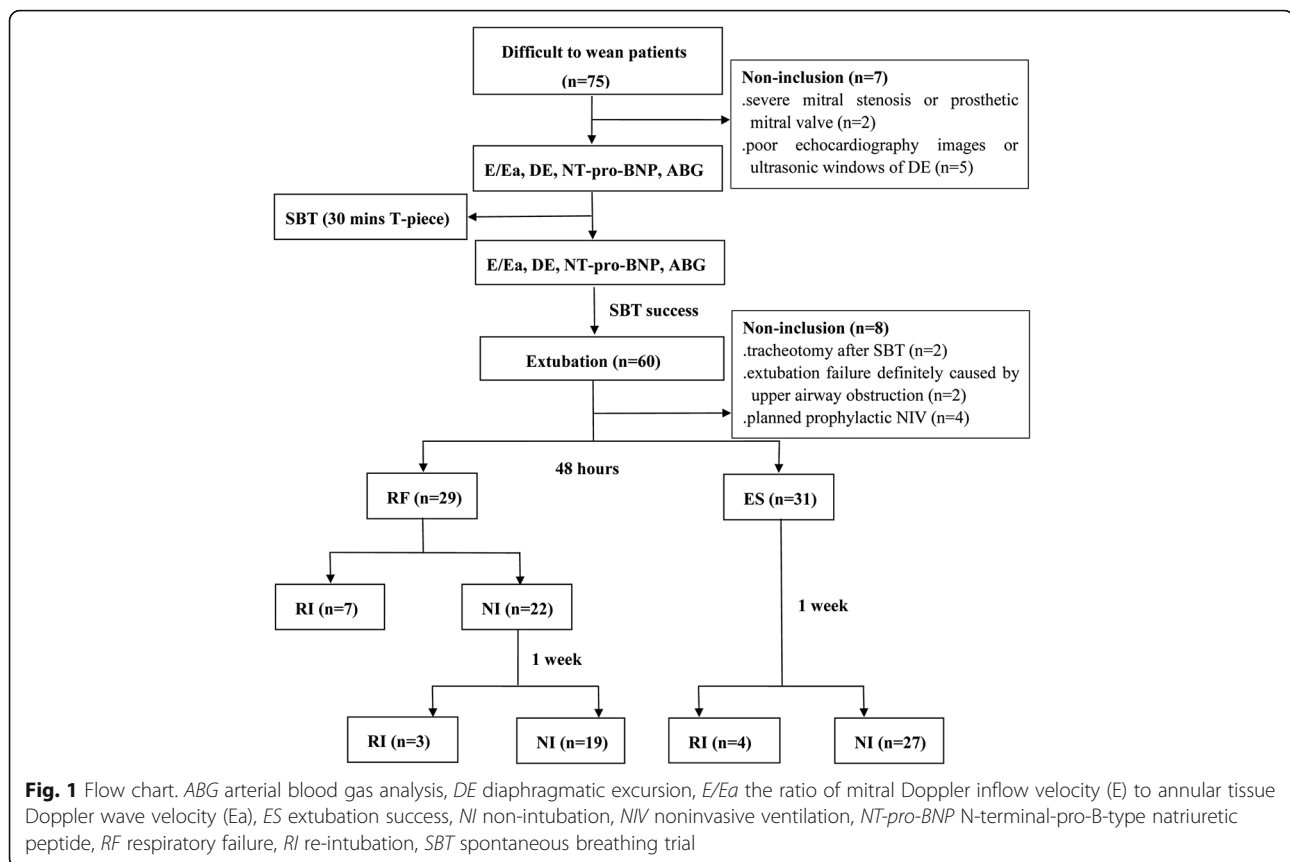 Difficult to wean patients
(n=75)
Non-inclusion (n=7)
.severe mitral stenosis or prosthetic
mitral valve (n=2)
.poor echocardiography images or
ultrasonic windows of DE (n=5)
E/Ea, DE, NT-pro-BNP, ABG
SBT (30 mins T-piece)
E/Ea, DE, NT-pro-BNP, ABG
SBT success
Extubation (n=60)
Non-inclusion (n=8)
.tracheotomy after SBT (n=2)
.extubation failure definitely caused by
upper airway obstruction (n=2)
.planned prophylactic NIV (n=4)
48 hours
RF (n=29)
ES (n=31)
RI (n=7)
NI (n=22)
1 week
1 week
RI (n=3)
NI (n=19)
RI (n=4)
NI (n=27)
Fig. 1 Flow chart. ABG arterial blood gas analysis, DE diaphragmatic excursion, E/Ea the ratio of mitral Doppler inflow velocity (E) to annular tissue
Doppler wave velocity (Ea), ES extubation success, NI non-intubation, NIV noninvasive ventilation, NT-pro-BNP N-terminal-pro-B-type natriuretic
peptide, RF respiratory failure, RI re-intubation, SBT spontaneous breathing trial